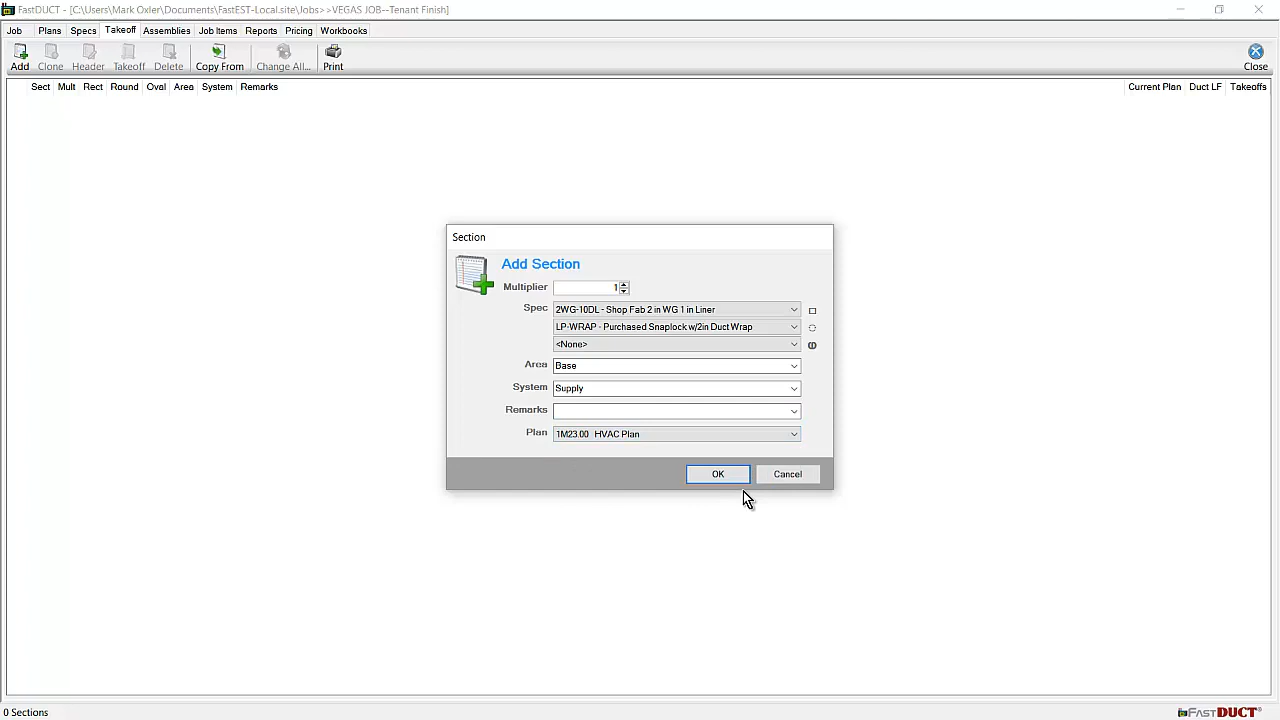 FastDUCT - [C:\Users\Mark Oxler\Documents\FastEST-Local.site\Jobs>>VEGAS JOB--Tenant Finish]
Job Plans Specs Takeoff Assemblies Job Items Reports Pricing Workbooks
Add Clone Header Takeoff Delete Copy From Change All... Print Close
Sect Mult Rect Round Oval Area System Remarks Current Plan Duct LF Takeoffs
Section
Add Section
Multiplier 1
Spec 2WG-10DL - Shop Fab 2 in WG 1 in Liner
LP-WRAP - Purchased Snaplock w/2in Duct Wrap
<None>
Area Base
System Supply
Remarks
Plan 1M23.00 HVAC Plan
OK Cancel
0 Sections FASTDUCT®